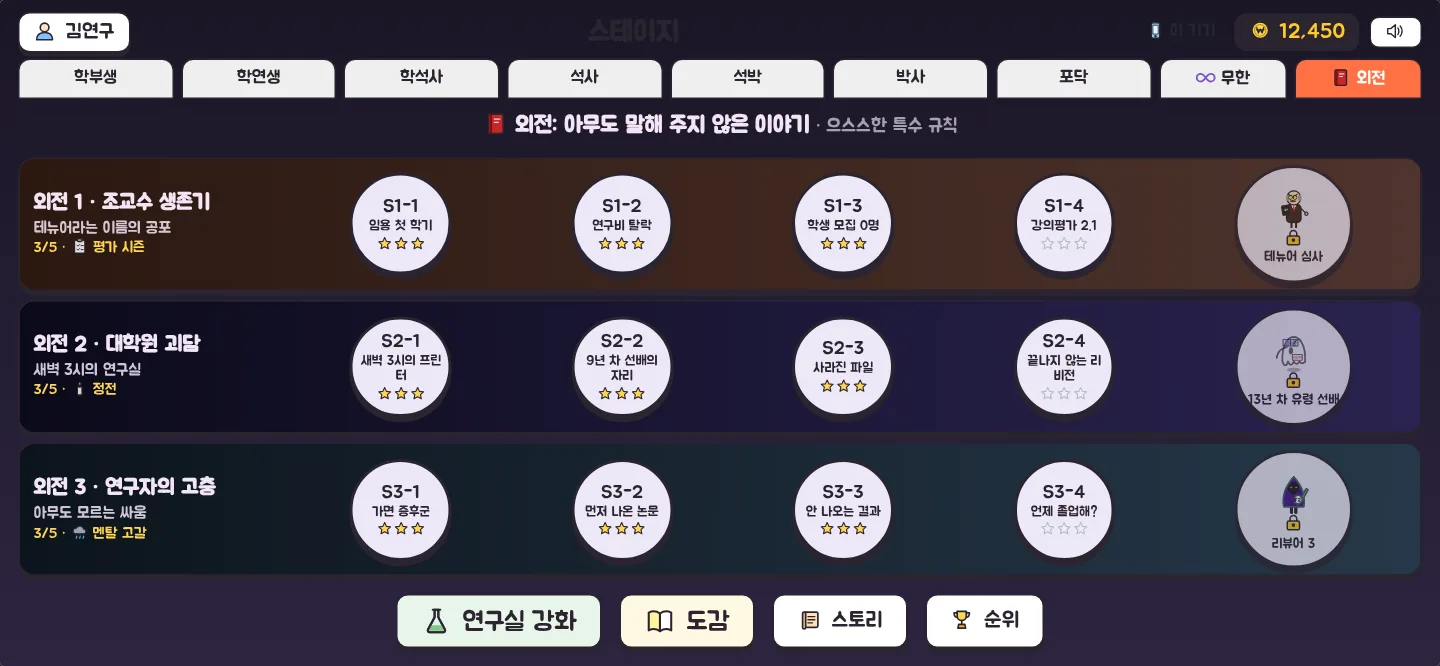 김연구
스테이지
이 기기
12,450
학부생
학연생
학석사
석사
석박
박사
포닥
무한
외전
외전: 아무도 말해 주지 않은 이야기 · 으스스한 특수 규칙
외전 1 · 조교수 생존기
테뉴어라는 이름의 공포
3/5 · 평가 시즌
S1-1
임용 첫 학기
S1-2
연구비 탈락
S1-3
학생 모집 0명
S1-4
강의평가 2.1
테뉴어 심사
외전 2 · 대학원 괴담
새벽 3시의 연구실
3/5 · 정전
S2-1
새벽 3시의 프린
터
S2-2
9년 차 선배의
자리
S2-3
사라진 파일
S2-4
끝나지 않는 리
비전
13년 차 유령 선배
외전 3 · 연구자의 고충
아무도 모르는 싸움
3/5 · 멘탈 고갈
S3-1
가면 증후군
S3-2
먼저 나온 논문
S3-3
안 나오는 결과
S3-4
언제 졸업해?
리뷰어 3
연구실 강화
도감
스토리
순위